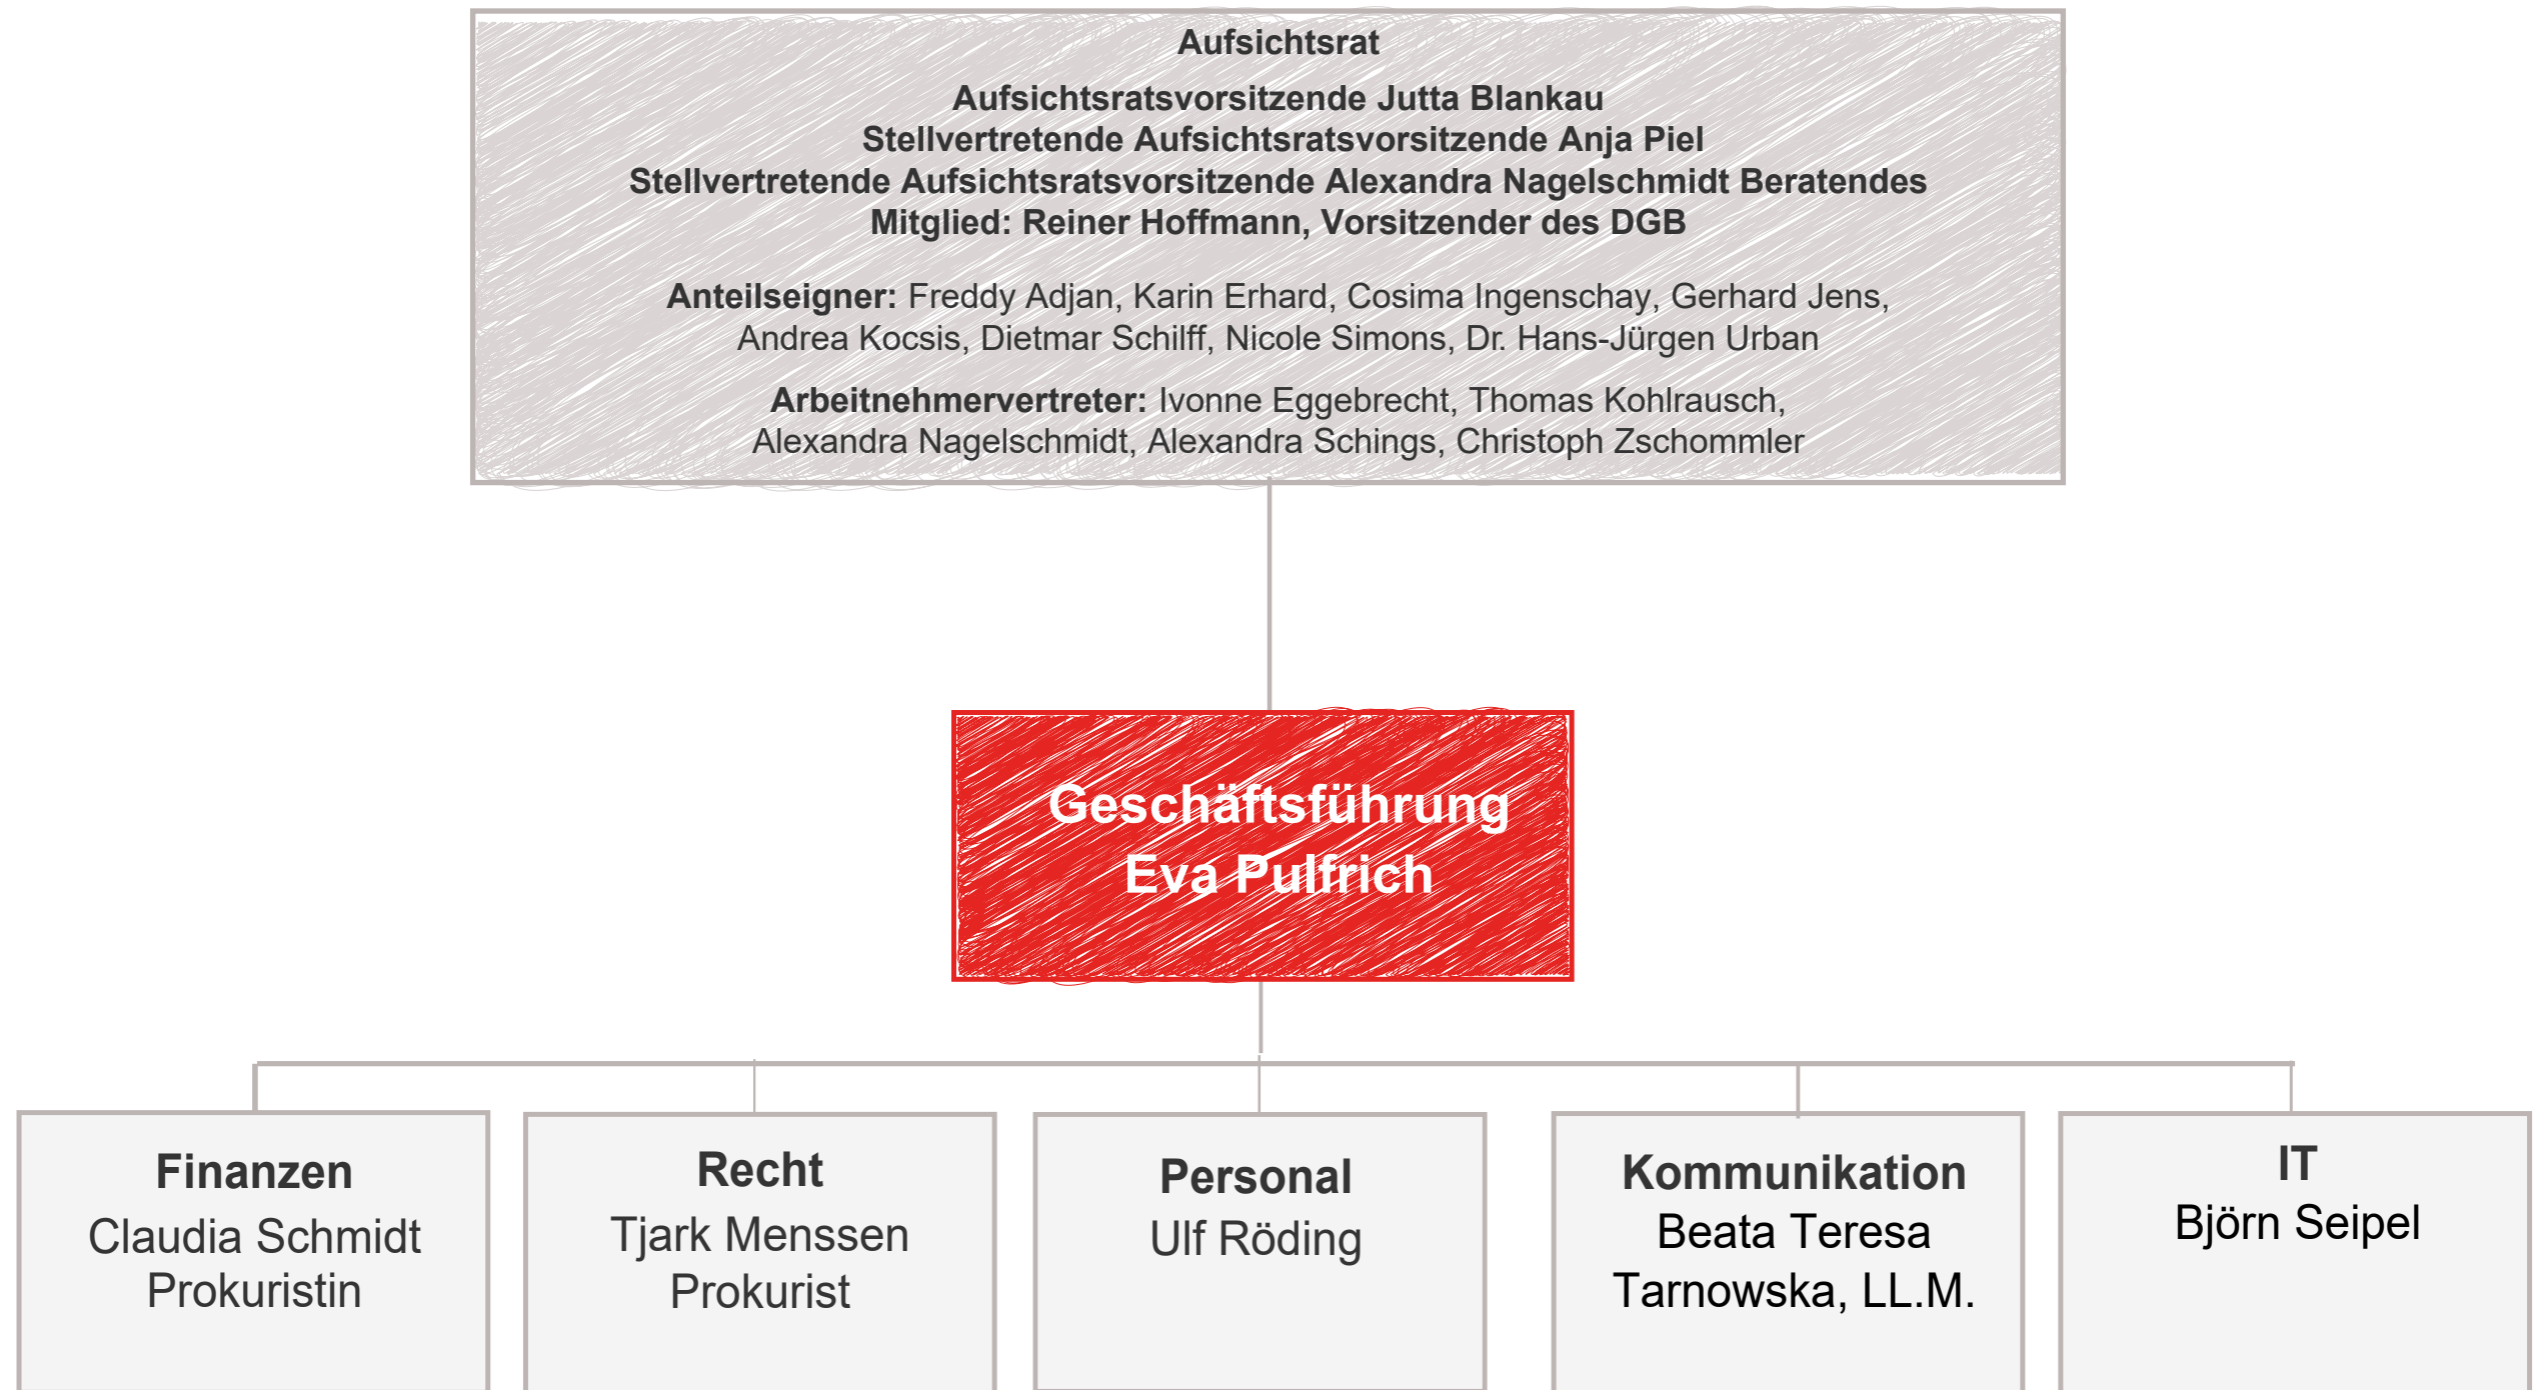 Aufsichtsrat
Aufsichtsratsvorsitzende Jutta Blankau
Stellvertretende Aufsichtsratsvorsitzende Anja Piel
Stellvertretende Aufsichtsratsvorsitzende Alexandra Nagelschmidt Beratendes
Mitglied: Reiner Hoffmann, Vorsitzender des DGB
Anteilseigner: Freddy Adjan, Karin Erhard, Cosima Ingenschay, Gerhard Jens,
Andrea Kocsis, Dietmar Schilff, Nicole Simons, Dr. Hans-Jürgen Urban
Arbeitnehmervertreter: Ivonne Eggebrecht, Thomas Kohlrausch,
Alexandra Nagelschmidt, Alexandra Schings, Christoph Zschommler
Geschäftsführung
Eva Pulfrich
Finanzen
Claudia Schmidt
Prokuristin
Recht
Tjark Menssen
Prokurist
Personal
Ulf Röding
Kommunikation
Beata Teresa
Tarnowska, LL.M.
IT
Björn Seipel